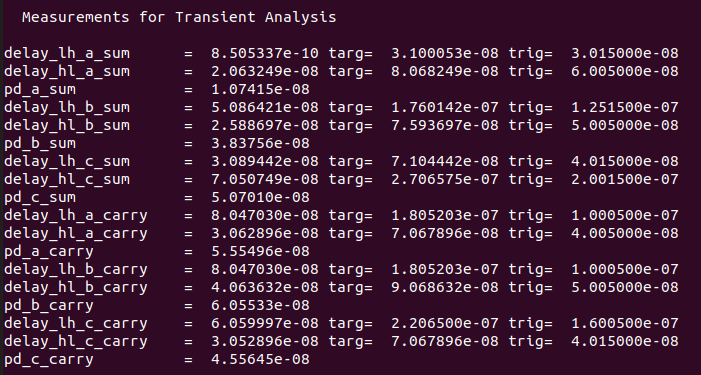 Measurements for Transient Analysis
delay_lh_a_sum = 8.505337e-10 targ= 3.100053e-08 trig= 3.015000e-08
delay_hl_a_sum = 2.063249e-08 targ= 8.068249e-08 trig= 6.005000e-08
pd_a_sum = 1.07415e-08
delay_lh_b_sum = 5.086421e-08 targ= 1.760142e-07 trig= 1.251500e-07
delay_hl_b_sum = 2.588697e-08 targ= 7.593697e-08 trig= 5.005000e-08
pd_b_sum = 3.83756e-08
delay_lh_c_sum = 3.089442e-08 targ= 7.104442e-08 trig= 4.015000e-08
delay_hl_c_sum = 7.050749e-08 targ= 2.706575e-07 trig= 2.001500e-07
pd_c_sum = 5.07010e-08
delay_lh_a_carry = 8.047030e-08 targ= 1.805203e-07 trig= 1.000500e-07
delay_hl_a_carry = 3.062896e-08 targ= 7.067896e-08 trig= 4.005000e-08
pd_a_carry = 5.55496e-08
delay_lh_b_carry = 8.047030e-08 targ= 1.805203e-07 trig= 1.000500e-07
delay_hl_b_carry = 4.063632e-08 targ= 9.068632e-08 trig= 5.005000e-08
pd_b_carry = 6.05533e-08
delay_lh_c_carry = 6.059997e-08 targ= 2.206500e-07 trig= 1.600500e-07
delay_hl_c_carry = 3.052896e-08 targ= 7.067896e-08 trig= 4.015000e-08
pd_c_carry = 4.55645e-08